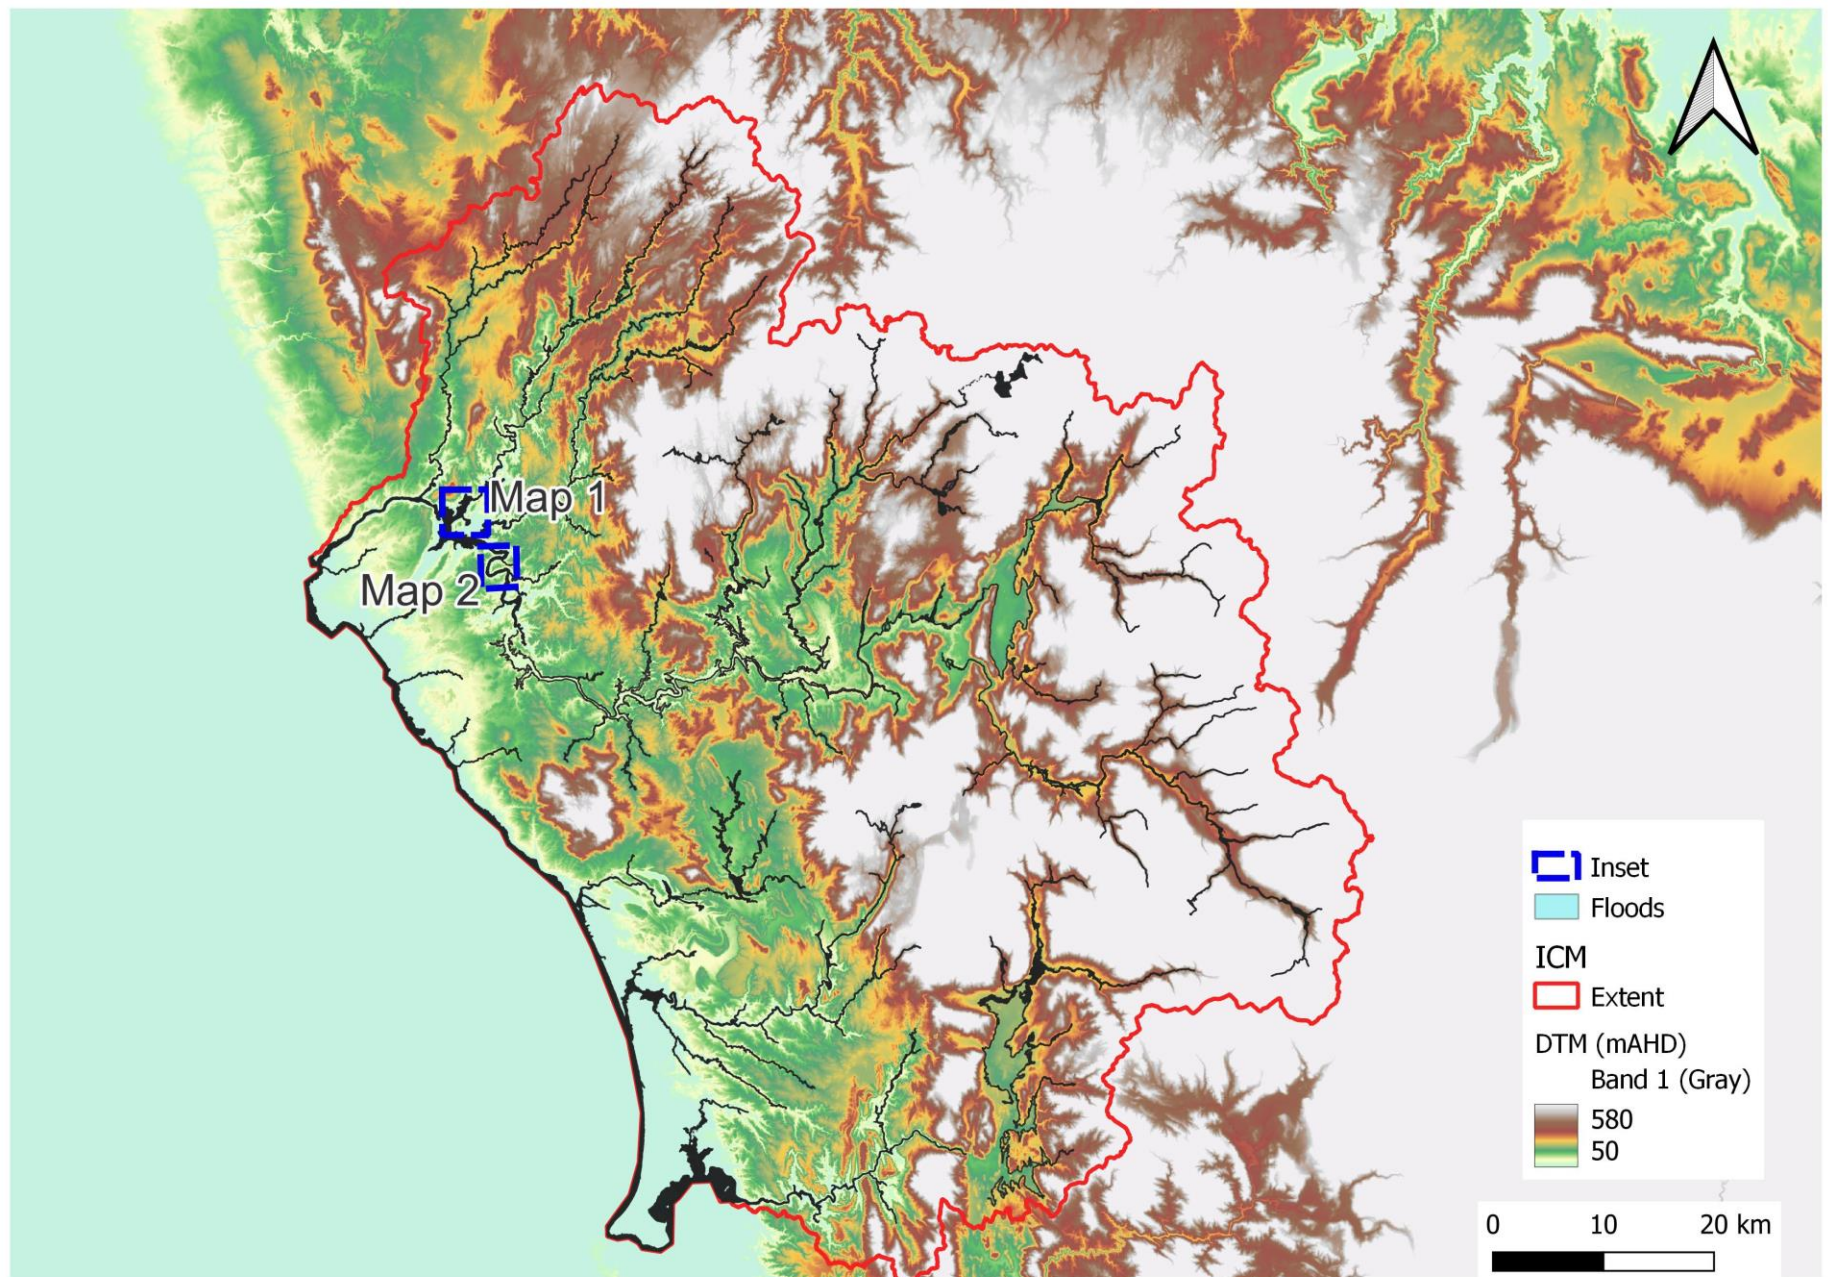 Map 1
Map 2
Inset
Floods
ICM
Extent
DTM (mAHD)
Band 1 (Gray)
580
50
0 10 20 km